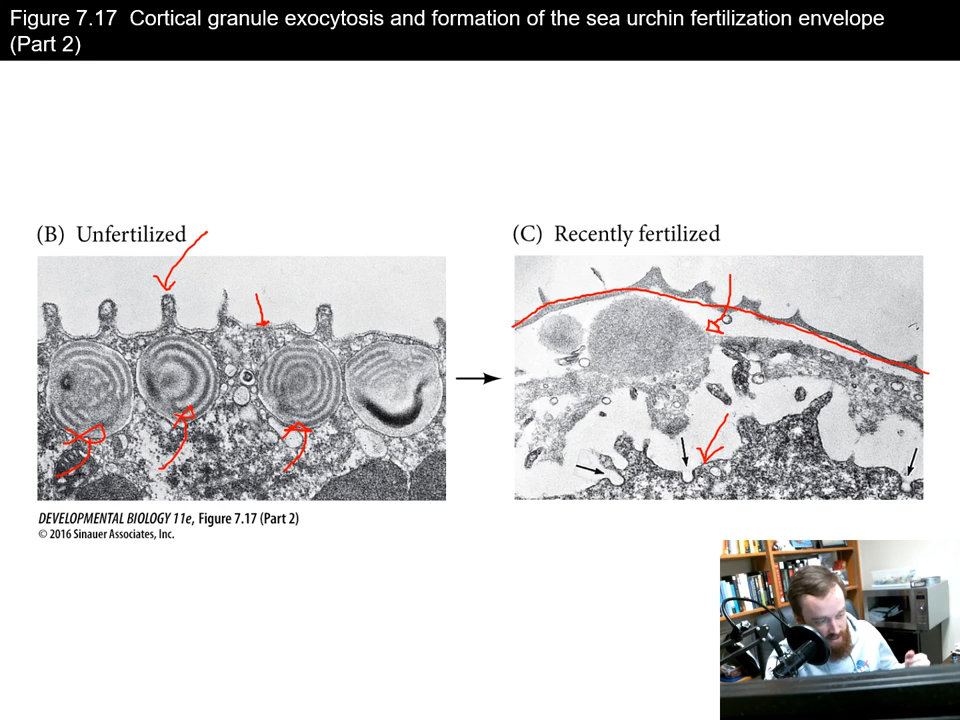 Figure 7.17 Cortical granule exocytosis and formation of the sea urchin fertilization envelope
(Part 2)
(B) Unfertilized
(C) Recently fertilized
DEVELOPMENTAL BIOLOGY 11e, Figure 7.17 (Part 2)
© 2016 Sinauer Associates, Inc.